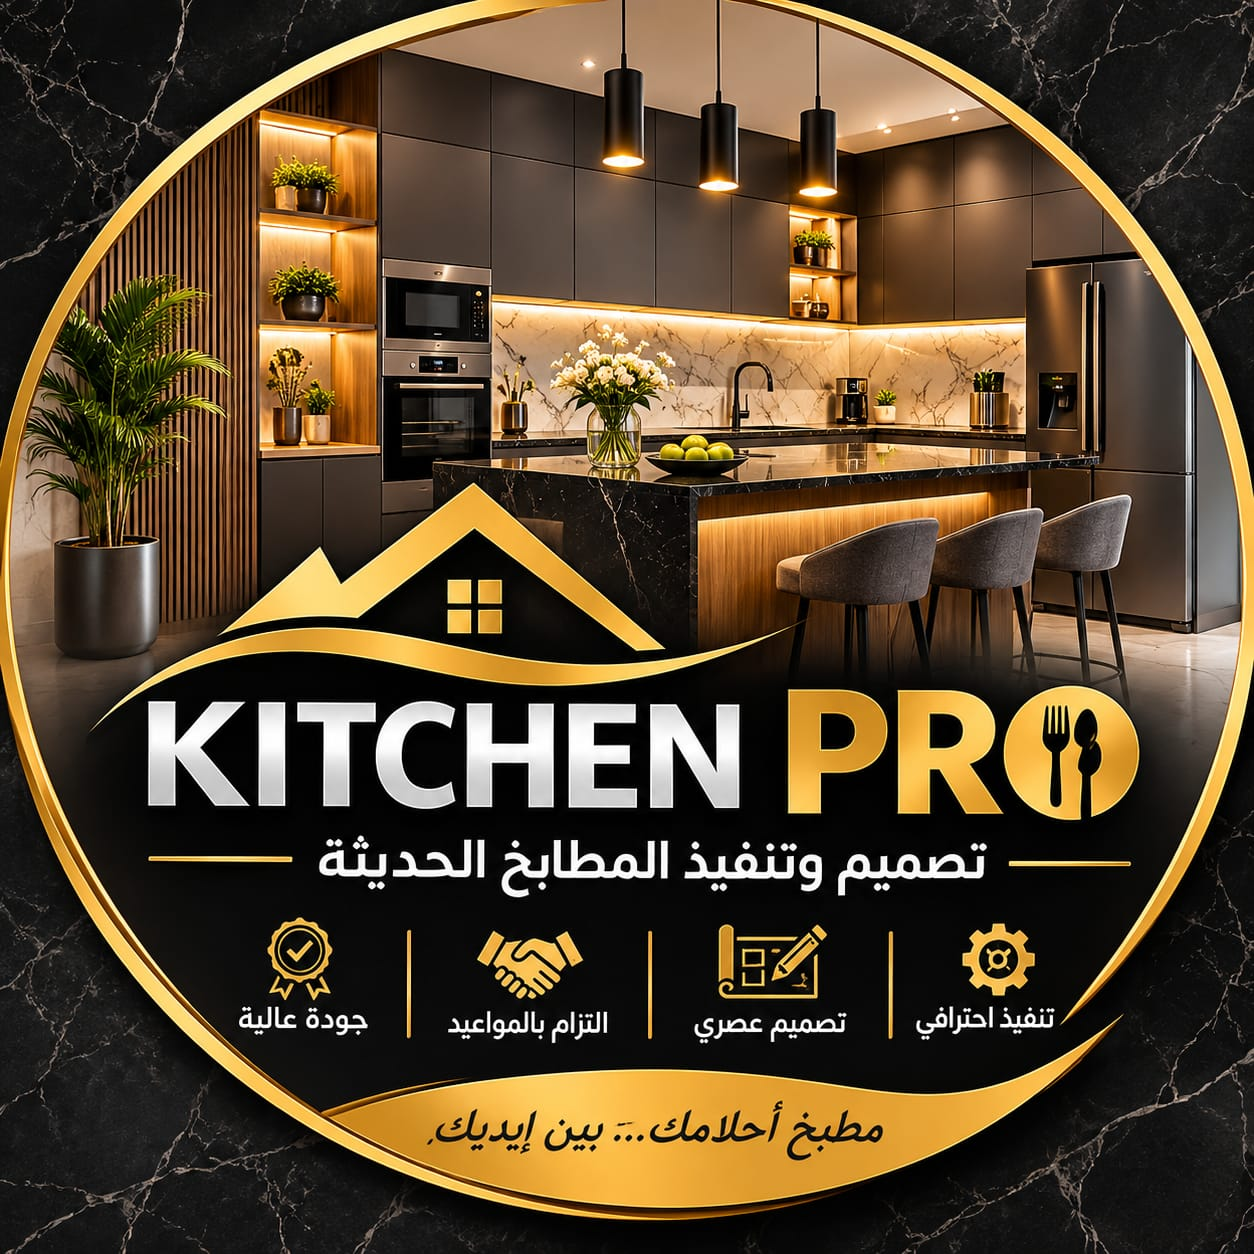 KITCHEN PRO
تصميم وتنفيذ المطابخ الحديثة
تنفيذ احترافي
تصميم عصري
التزام بالمواعيد
جودة عالية
مطبخ أحلامك... بين إيديك